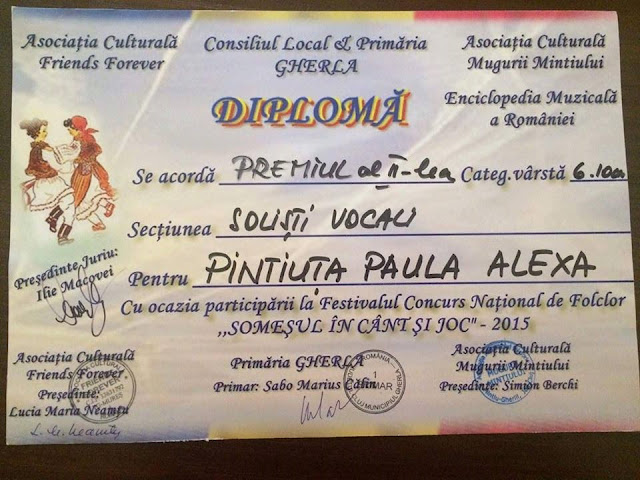 Asociația Culturală
Friends Forever
Consiliul Local & Primăria
GHERLA
Asociația Culturală
Mugurii Mintiului
Enciclopedia Muzicală
a României
DIPLOMĂ
Se acordă PREMIUL al II-lea Categ.vârstă 6.10ani
Secțiunea SOLIȘTI VOCALI
Președinte Juriu:
Ilie Macovei
Pentru PINTIUȚA PAULA ALEXA
Cu ocazia participării la Festivalul Concurs Național de Folclor
,,SOMEȘUL ÎN CÂNT ȘI JOC" - 2015
Asociația Culturală
Friends Forever
Președinte:
Lucia Maria Neamțu
Primăria GHERLA
Primar: Sabo Marius Călin
Asociația Culturală
Mugurii Mintiului
Președinte: Simion Berchi